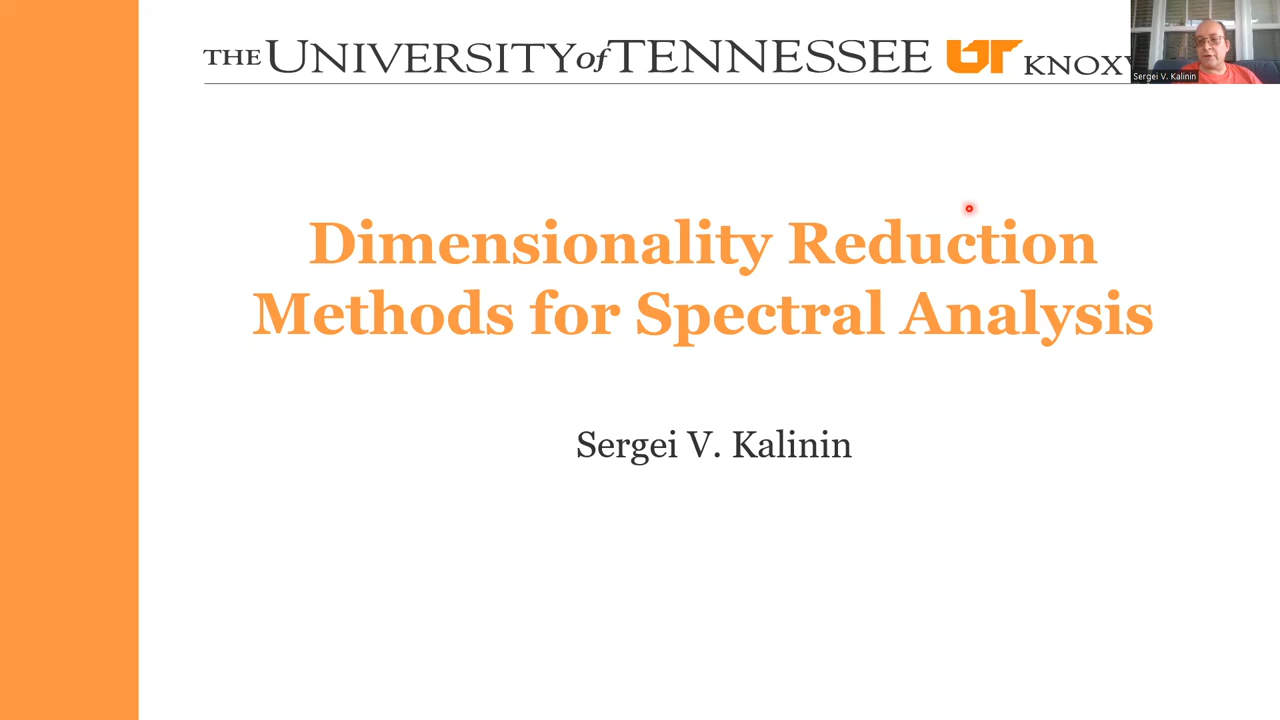 THE UNIVERSITY of TENNESSEE UT KNOXV
Sergei V. Kalinin
Dimensionality Reduction
Methods for Spectral Analysis
Sergei V. Kalinin